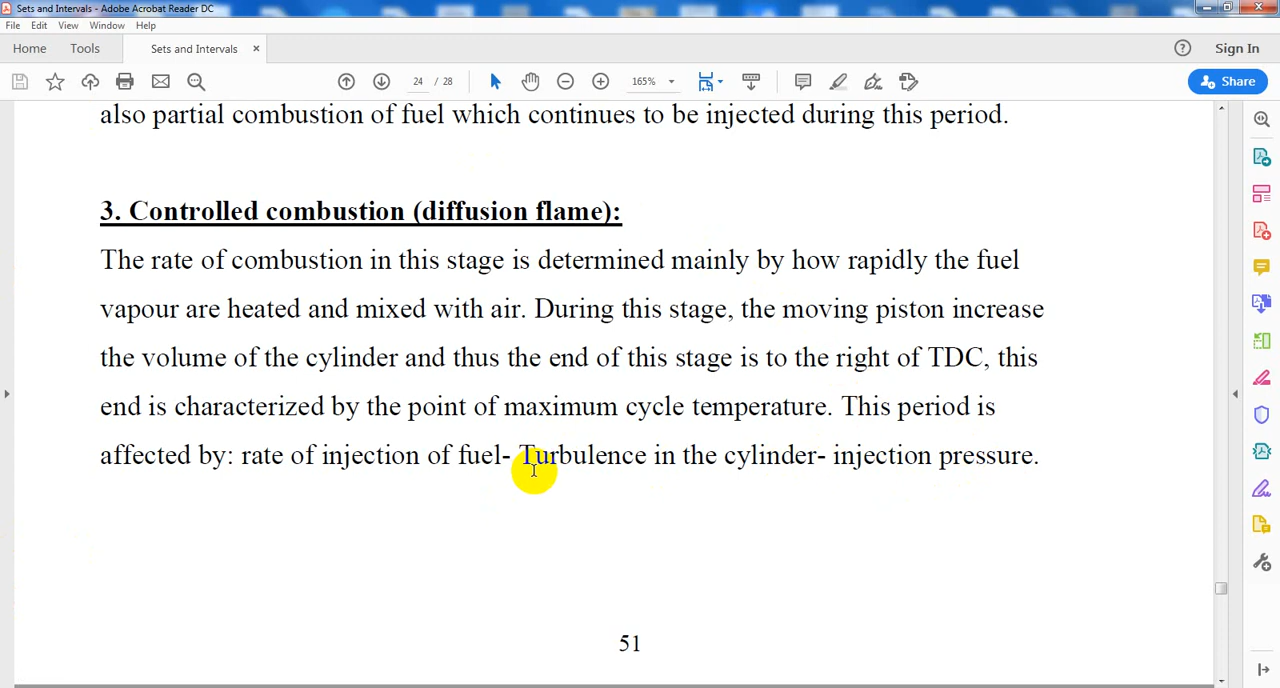 Sets and Intervals - Adobe Acrobat Reader DC
File Edit View Window Help
Home Tools Sets and Intervals × Sign In
24 / 28 165% Share
also partial combustion of fuel which continues to be injected during this period.
3. Controlled combustion (diffusion flame):
The rate of combustion in this stage is determined mainly by how rapidly the fuel
vapour are heated and mixed with air. During this stage, the moving piston increase
the volume of the cylinder and thus the end of this stage is to the right of TDC, this
end is characterized by the point of maximum cycle temperature. This period is
affected by: rate of injection of fuel- Turbulence in the cylinder- injection pressure.
51